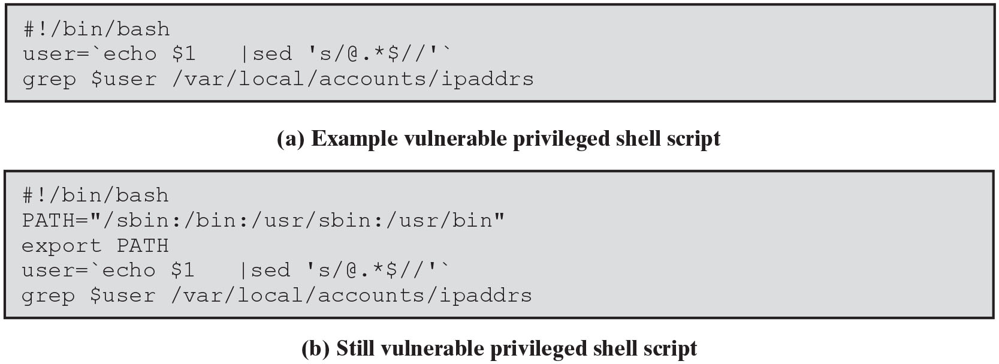 #!/bin/bash
user=`echo $1   |sed 's/@.*$//'`
grep $user /var/local/accounts/ipaddrs
(a) Example vulnerable privileged shell script
#!/bin/bash
PATH="/sbin:/bin:/usr/sbin:/usr/bin"
export PATH
user=`echo $1   |sed 's/@.*$//'`
grep $user /var/local/accounts/ipaddrs
(b) Still vulnerable privileged shell script